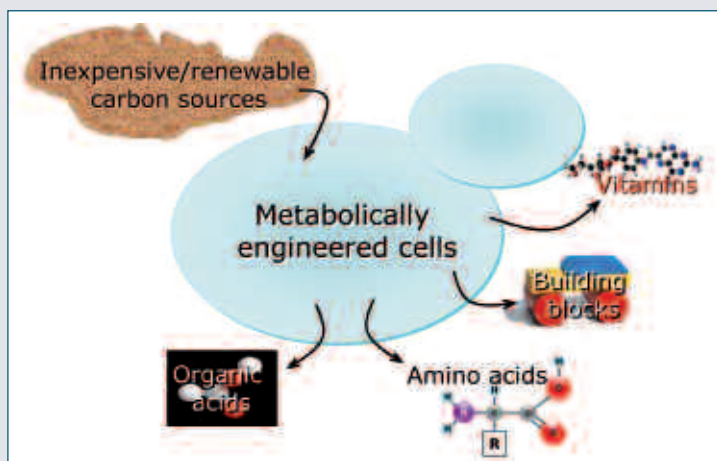 Inexpensive/renewable
carbon sources
Metabolically
engineered cells
Vitamins
Building
blocks
Organic
acids
Amino acids
R